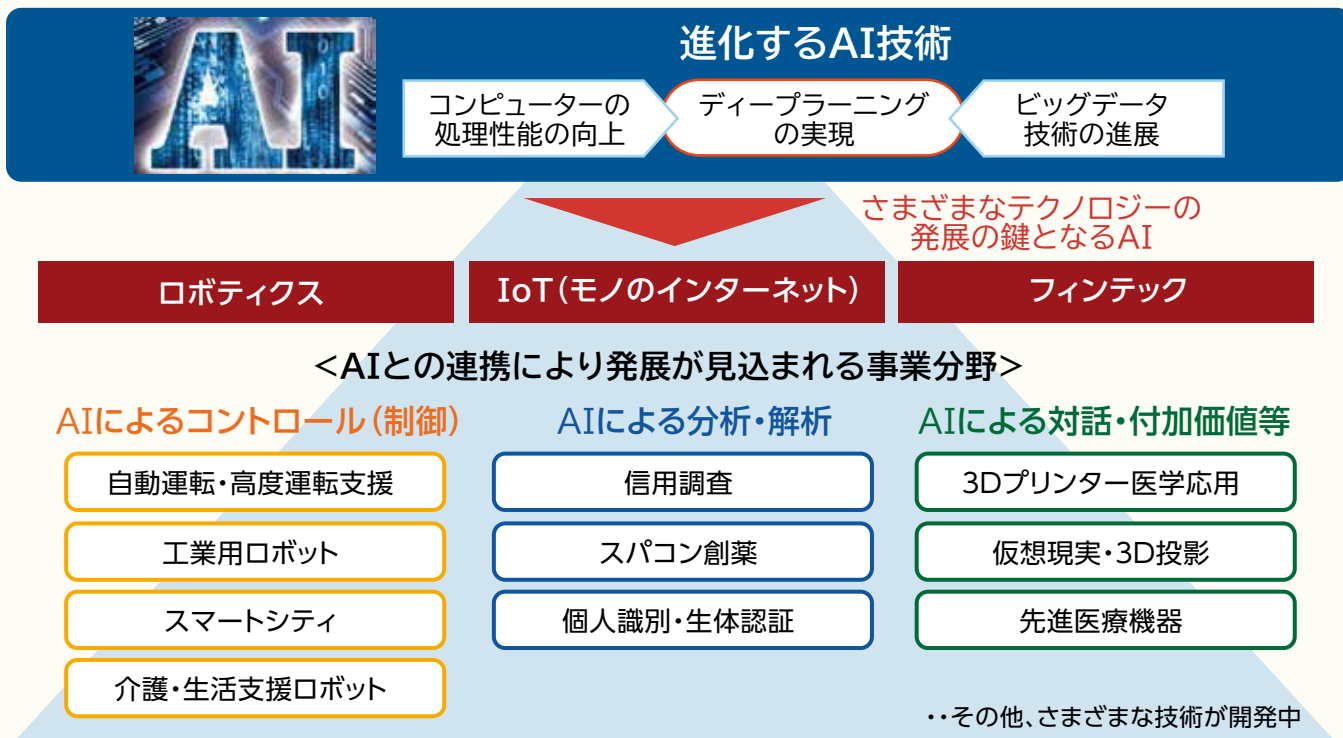 進化するAI技術
コンピューターの
処理性能の向上
ディープラーニング
の実現
ビッグデータ
技術の進展
さまざまなテクノロジーの
発展の鍵となるAI
ロボティクス
IoT(モノのインターネット)
フィンテック
<AIとの連携により発展が見込まれる事業分野>
AIによるコントロール(制御)
自動運転・高度運転支援
工業用ロボット
スマートシティ
介護・生活支援ロボット
AIによる分析・解析
信用調査
スパコン創薬
個人識別・生体認証
AIによる対話・付加価値等
3Dプリンター医学応用
仮想現実・3D投影
先進医療機器
・・その他、さまざまな技術が開発中
AI